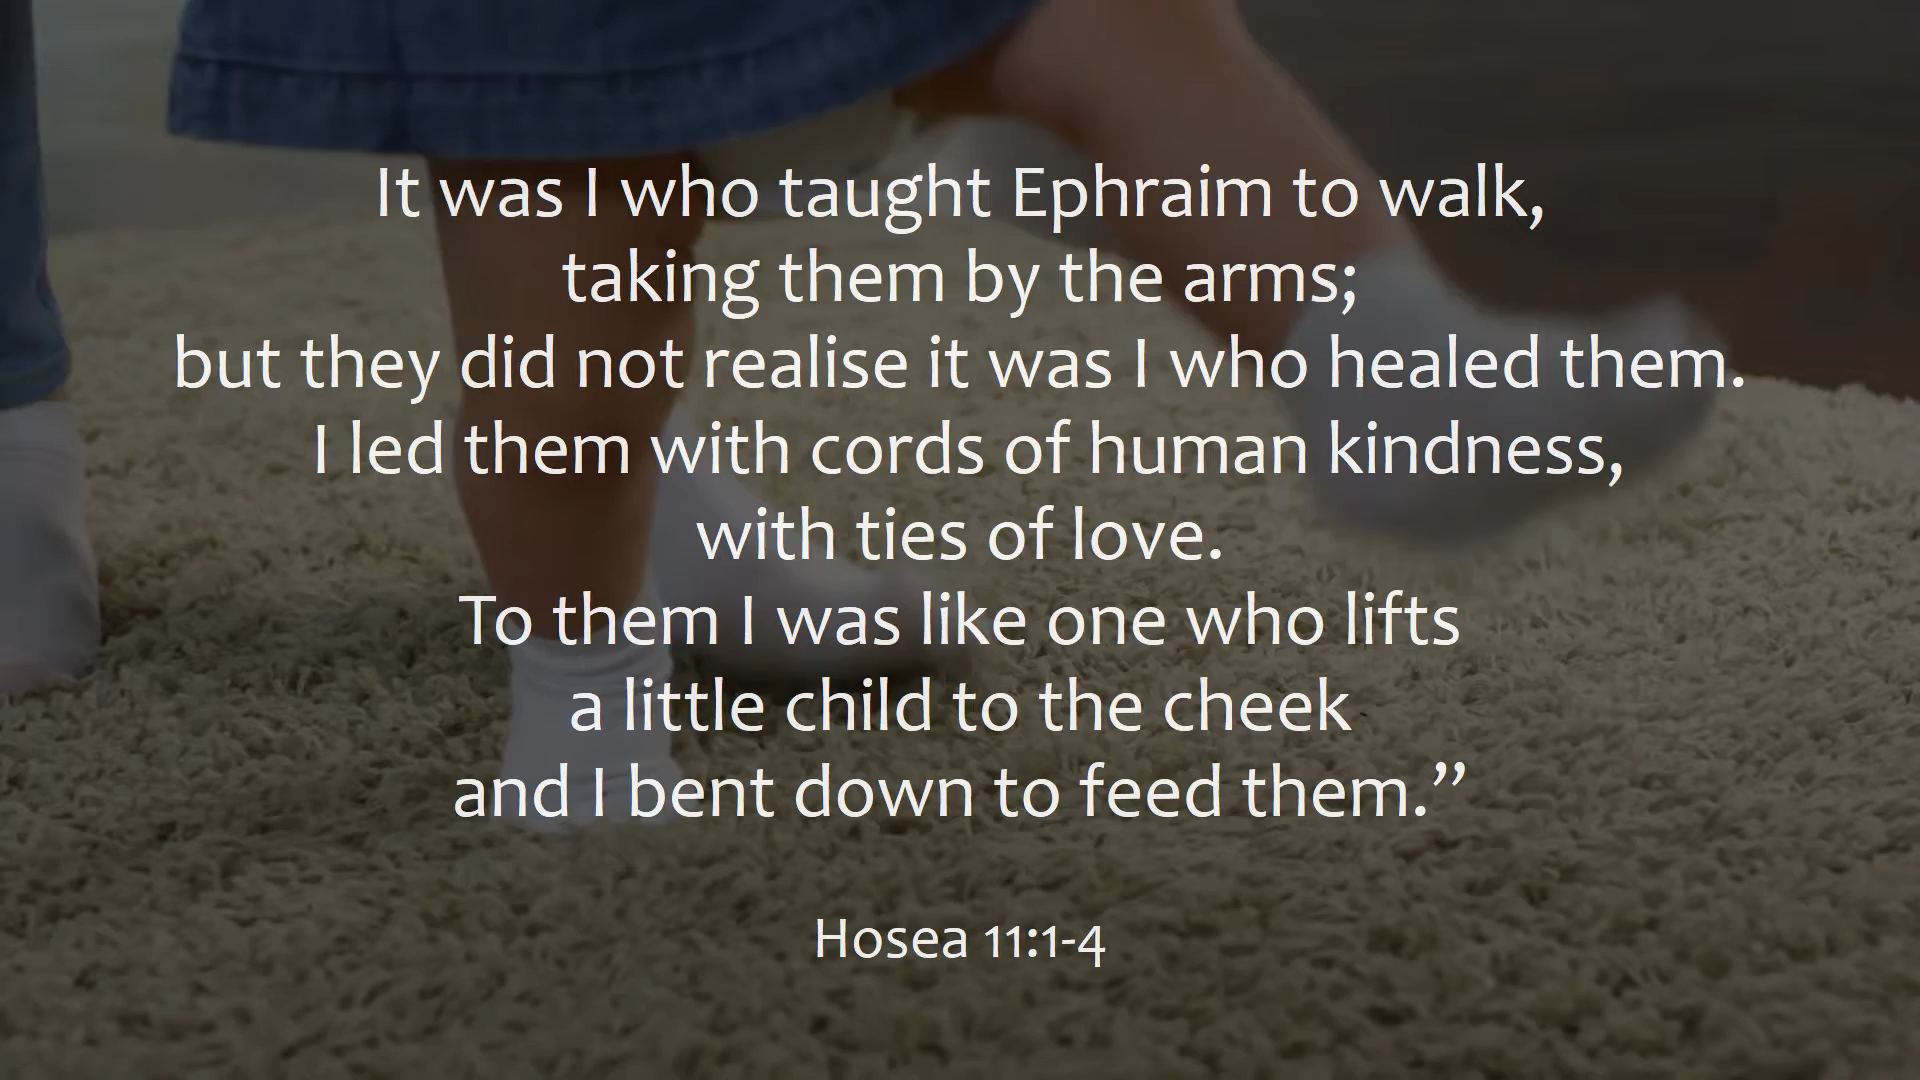 It was I who taught Ephraim to walk,
taking them by the arms;
but they did not realise it was I who healed them.
I led them with cords of human kindness,
with ties of love.
To them I was like one who lifts
a little child to the cheek
and I bent down to feed them.”
Hosea 11:1-4